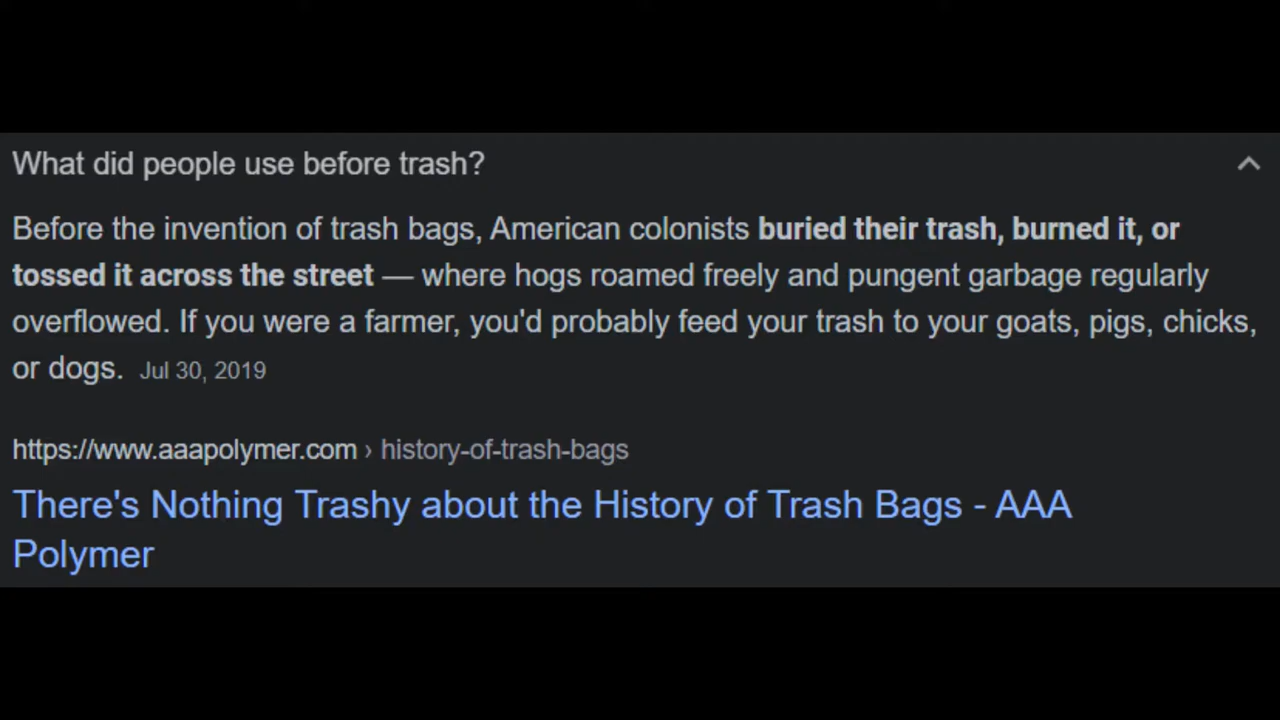 What did people use before trash?
Before the invention of trash bags, American colonists buried their trash, burned it, or
tossed it across the street — where hogs roamed freely and pungent garbage regularly
overflowed. If you were a farmer, you'd probably feed your trash to your goats, pigs, chicks,
or dogs. Jul 30, 2019
https://www.aaapolymer.com › history-of-trash-bags
There's Nothing Trashy about the History of Trash Bags - AAA
Polymer